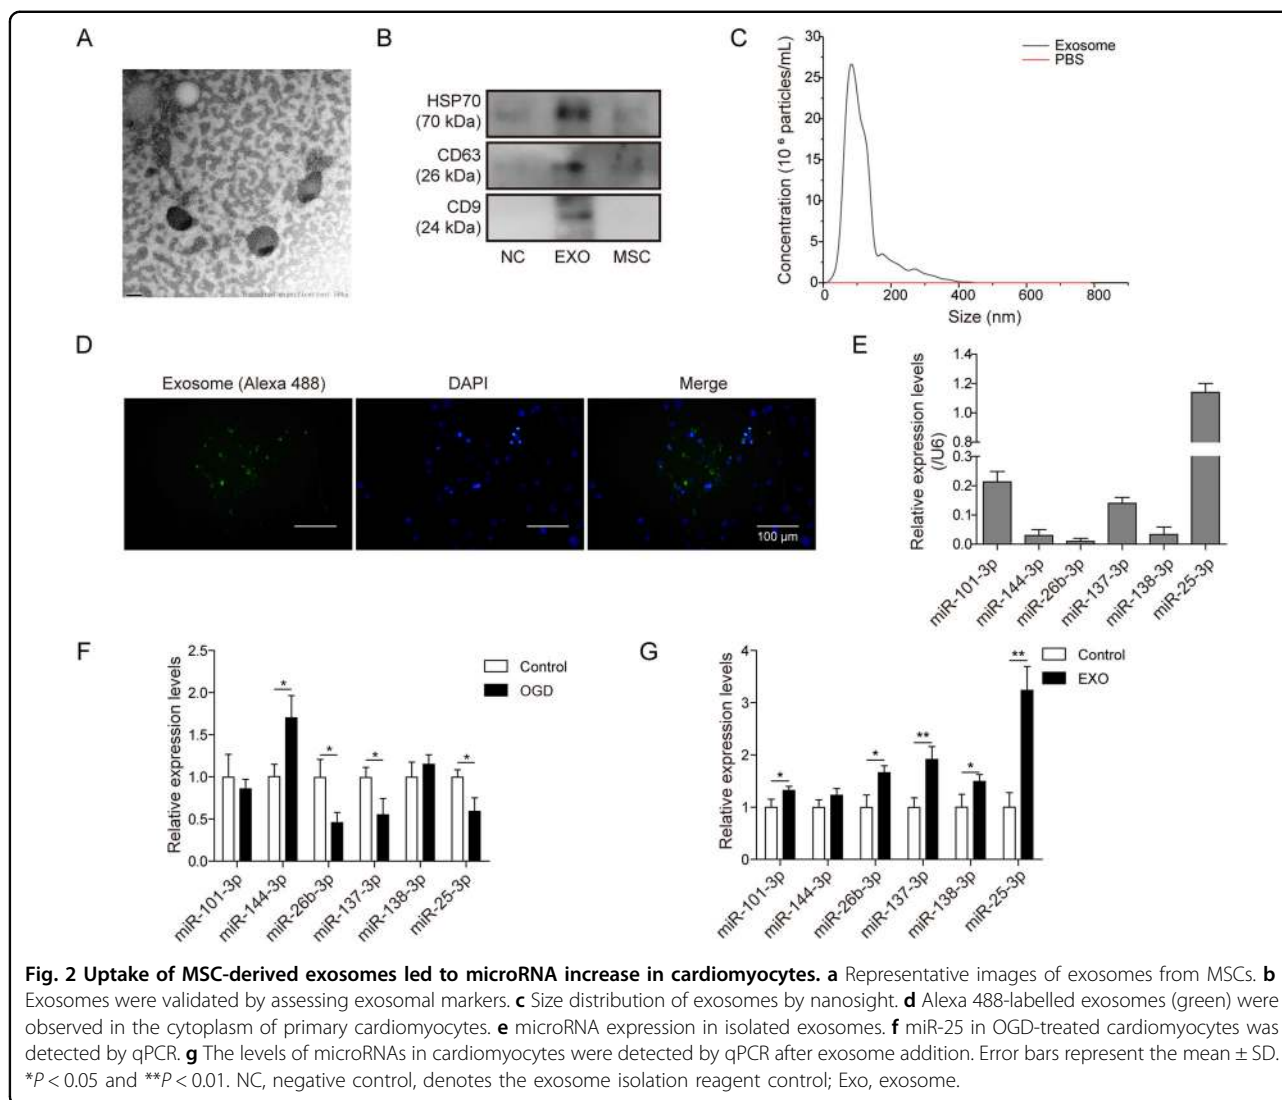 A
B
HSP70
(70 kDa)
CD63
(26 kDa)
CD9
(24 kDa)
NC EXO MSC
C
Concentration (10 ⁶ particles/mL)
30
25
20
15
10
5
0
0 200 400 600 800
Size (nm)
Exosome
PBS
D
Exosome (Alexa 488) DAPI Merge
100 µm
E
Relative expression levels
(/U6)
1.4
1.2
1.0
0.8
0.3
0.2
0.1
0.0
miR-101-3p
miR-144-3p
miR-26b-3p
miR-137-3p
miR-138-3p
miR-25-3p
F
Relative expression levels
2.5
2.0
1.5
1.0
0.5
0.0
* * * *
Control
OGD
miR-101-3p
miR-144-3p
miR-26b-3p
miR-137-3p
miR-138-3p
miR-25-3p
G
Relative expression levels
4
3
2
1
0
* * ** * **
Control
EXO
miR-101-3p
miR-144-3p
miR-26b-3p
miR-137-3p
miR-138-3p
miR-25-3p
Fig. 2 Uptake of MSC-derived exosomes led to microRNA increase in cardiomyocytes. a Representative images of exosomes from MSCs. b
Exosomes were validated by assessing exosomal markers. c Size distribution of exosomes by nanosight. d Alexa 488-labelled exosomes (green) were
observed in the cytoplasm of primary cardiomyocytes. e microRNA expression in isolated exosomes. f miR-25 in OGD-treated cardiomyocytes was
detected by qPCR. g The levels of microRNAs in cardiomyocytes were detected by qPCR after exosome addition. Error bars represent the mean ± SD.
*P < 0.05 and **P < 0.01. NC, negative control, denotes the exosome isolation reagent control; Exo, exosome.